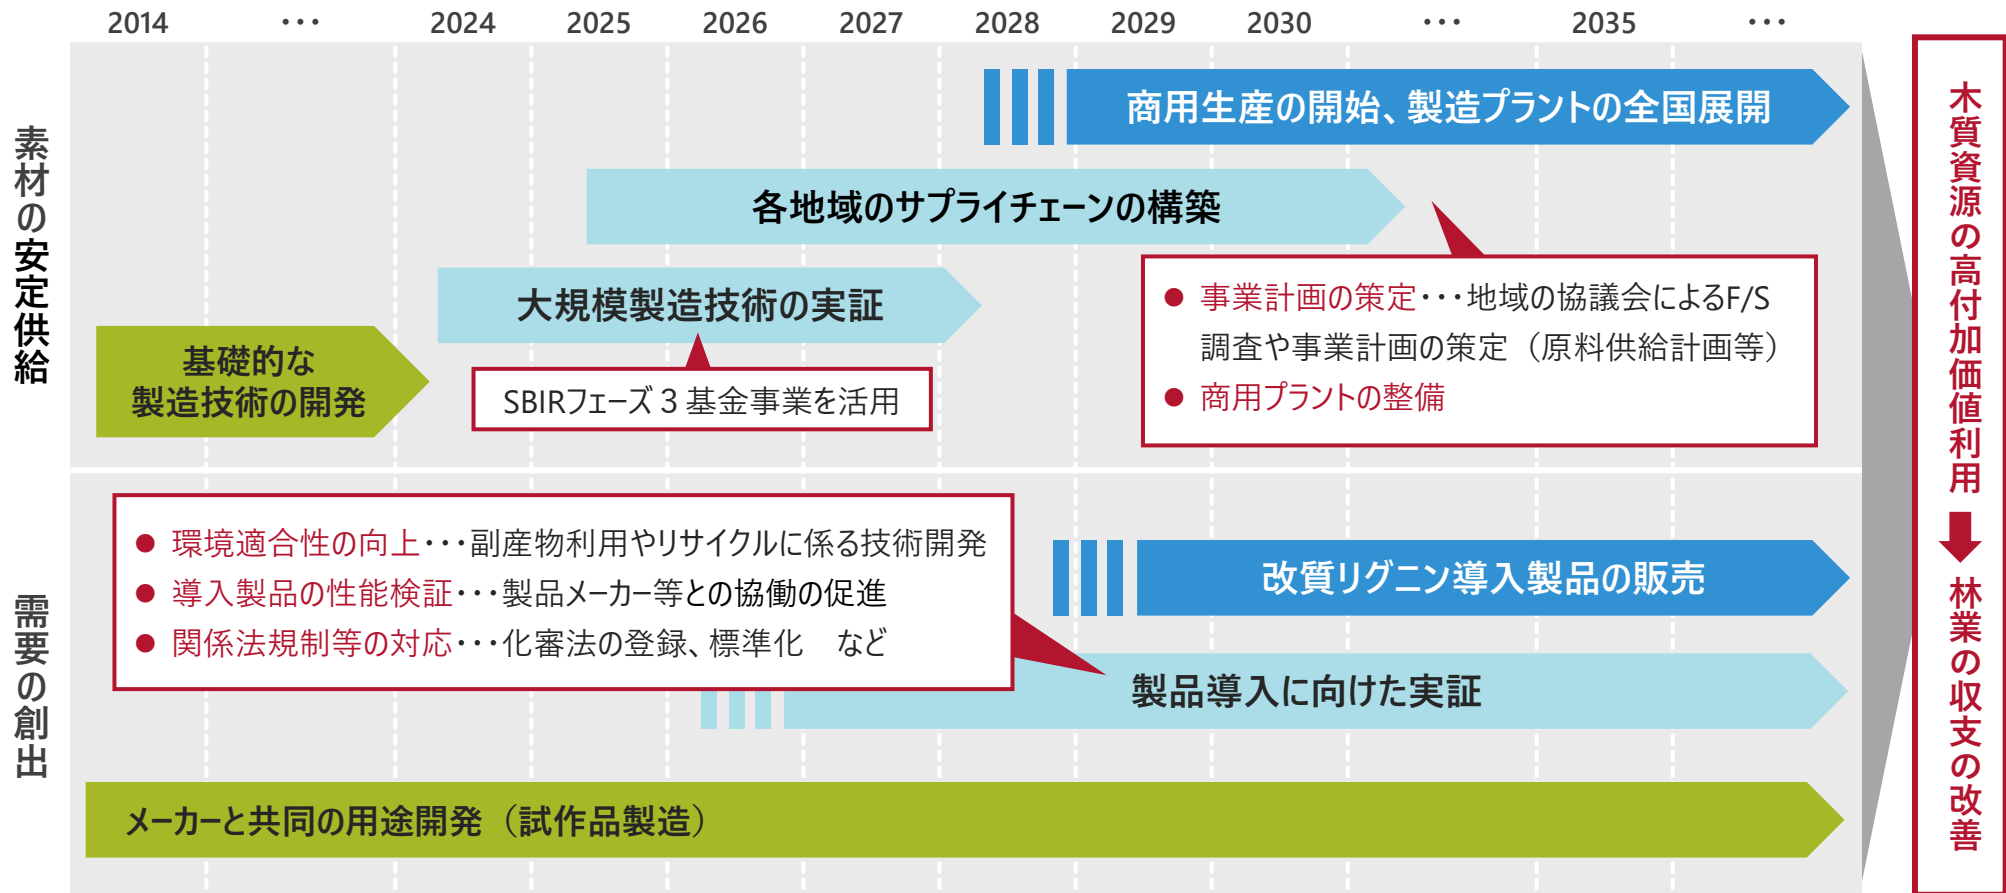 2014 ･･･ 2024 2025 2026 2027 2028 2029 2030 ･･･ 2035 ･･･
素材の安定供給
商用生産の開始、製造プラントの全国展開
各地域のサプライチェーンの構築
大規模製造技術の実証
基礎的な
製造技術の開発
SBIRフェーズ３基金事業を活用
● 事業計画の策定･･･地域の協議会によるF/S
調査や事業計画の策定（原料供給計画等）
● 商用プラントの整備
需要の創出
● 環境適合性の向上･･･副産物利用やリサイクルに係る技術開発
● 導入製品の性能検証･･･製品メーカー等との協働の促進
● 関係法規制等の対応･･･化審法の登録、標準化　など
改質リグニン導入製品の販売
製品導入に向けた実証
メーカーと共同の用途開発（試作品製造）
木質資源の高付加価値利用
林業の収支の改善